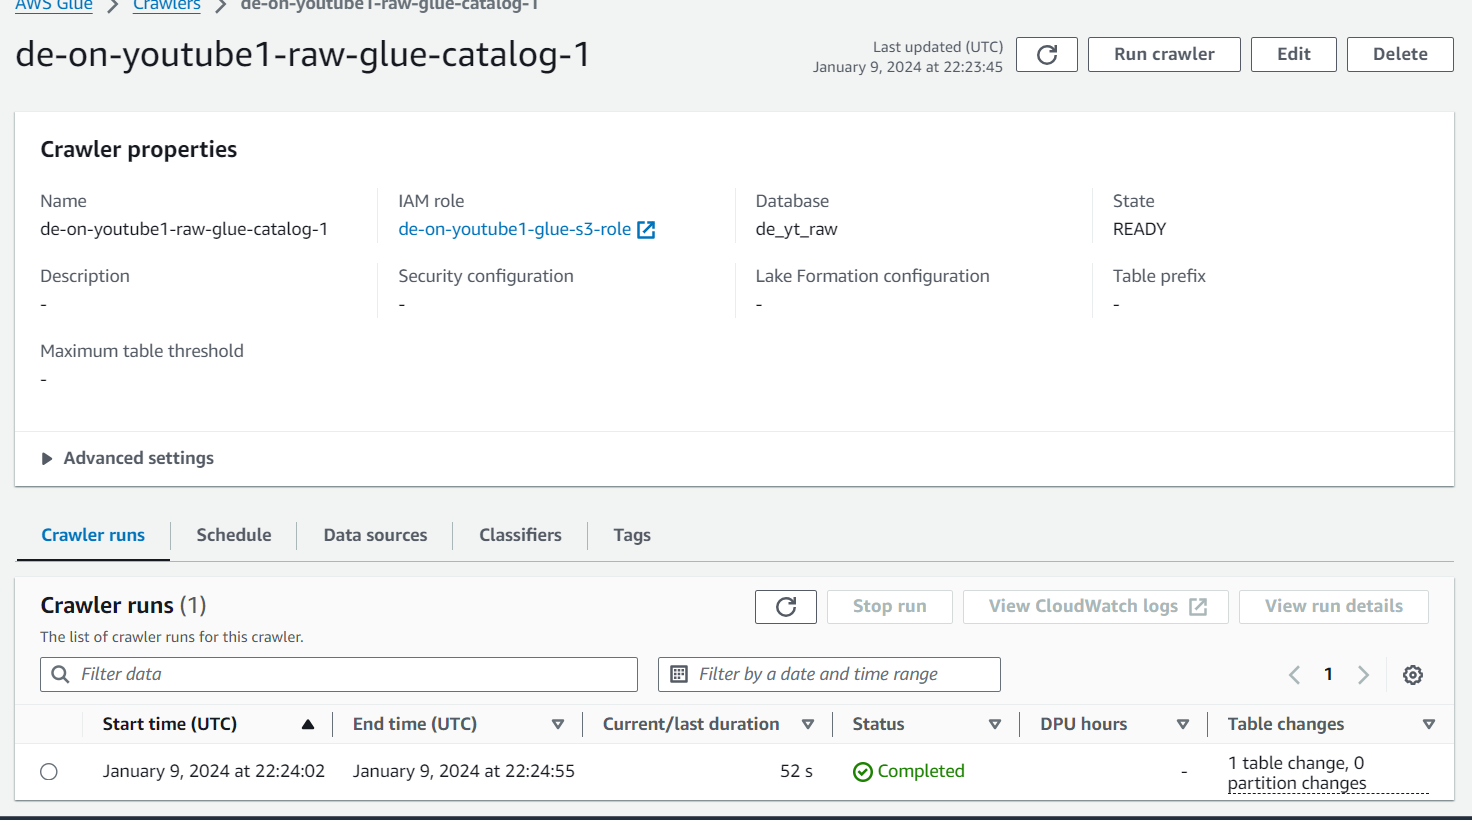 AWS Glue > Crawlers > de-on-youtube1-raw-glue-catalog-1
de-on-youtube1-raw-glue-catalog-1
Last updated (UTC)
January 9, 2024 at 22:23:45
Run crawler
Edit
Delete
Crawler properties
Name
de-on-youtube1-raw-glue-catalog-1
IAM role
de-on-youtube1-glue-s3-role
Database
de_yt_raw
State
READY
Description
-
Security configuration
-
Lake Formation configuration
-
Table prefix
-
Maximum table threshold
-
Advanced settings
Crawler runs
Schedule
Data sources
Classifiers
Tags
Crawler runs (1)
The list of crawler runs for this crawler.
Stop run
View CloudWatch logs
View run details
Filter data
Filter by a date and time range
1
Start time (UTC)
End time (UTC)
Current/last duration
Status
DPU hours
Table changes
January 9, 2024 at 22:24:02
January 9, 2024 at 22:24:55
52 s
Completed
-
1 table change, 0
partition changes